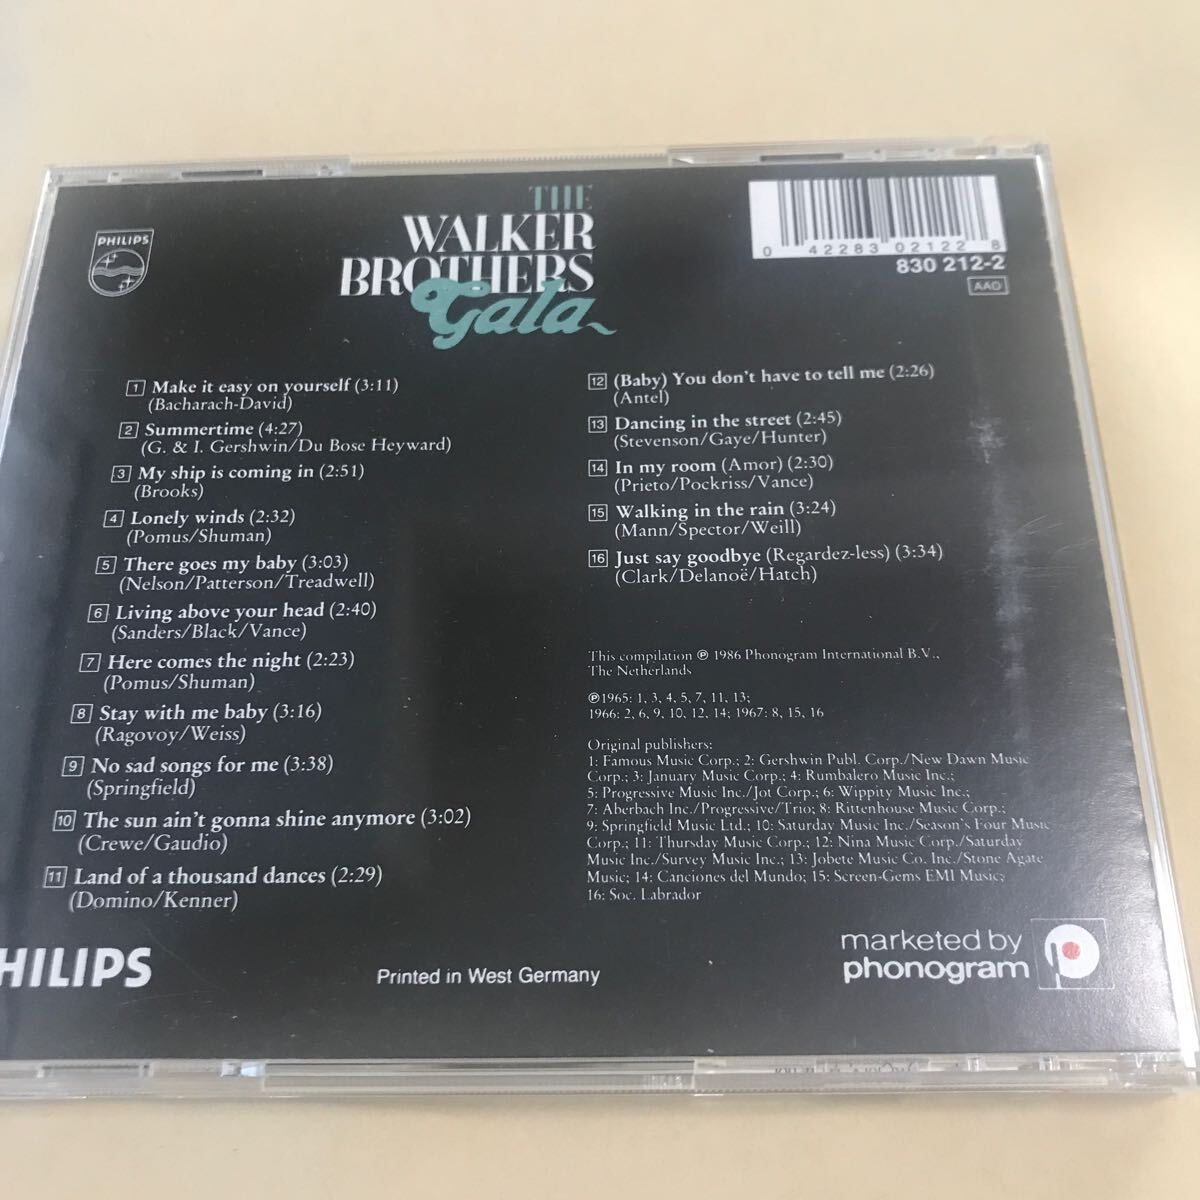 THE
WALKER
BROTHERS
Gala
PHILIPS
0 42283 02122 8
830 212-2
AAD
1 Make it easy on yourself (3:11)
(Bacharach-David)
2 Summertime (4:27)
(G. & I. Gershwin/Du Bose Heyward)
3 My ship is coming in (2:51)
(Brooks)
4 Lonely winds (2:32)
(Pomus/Shuman)
5 There goes my baby (3:03)
(Nelson/Patterson/Treadwell)
6 Living above your head (2:40)
(Sanders/Black/Vance)
7 Here comes the night (2:23)
(Pomus/Shuman)
8 Stay with me baby (3:16)
(Ragovoy/Weiss)
9 No sad songs for me (3:38)
(Springfield)
10 The sun ain't gonna shine anymore (3:02)
(Crewe/Gaudio)
11 Land of a thousand dances (2:29)
(Domino/Kenner)
12 (Baby) You don't have to tell me (2:26)
(Antel)
13 Dancing in the street (2:45)
(Stevenson/Gaye/Hunter)
14 In my room (Amor) (2:30)
(Prieto/Pockriss/Vance)
15 Walking in the rain (3:24)
(Mann/Spector/Weill)
16 Just say goodbye (Regardez-less) (3:34)
(Clark/Delanoë/Hatch)
This compilation ℗ 1986 Phonogram International B.V.,
The Netherlands
℗1965: 1, 3, 4, 5, 7, 11, 13;
1966: 2, 6, 9, 10, 12, 14; 1967: 8, 15, 16
Original publishers:
1: Famous Music Corp.; 2: Gershwin Publ. Corp./New Dawn Music
Corp.; 3: January Music Corp.; 4: Rumbalero Music Inc.;
5: Progressive Music Inc./Jot Corp.; 6: Wippity Music Inc.;
7: Aberbach Inc./Progressive/Trio; 8: Rittenhouse Music Corp.;
9: Springfield Music Ltd.; 10: Saturday Music Inc./Season's Four Music
Corp.; 11: Thursday Music Corp.; 12: Nina Music Corp./Saturday
Music Inc./Survey Music Inc.; 13: Jobete Music Co. Inc./Stone Agate
Music; 14: Canciones del Mundo; 15: Screen-Gems EMI Music;
16: Soc. Labrador
HILIPS
Printed in West Germany
marketed by
phonogram